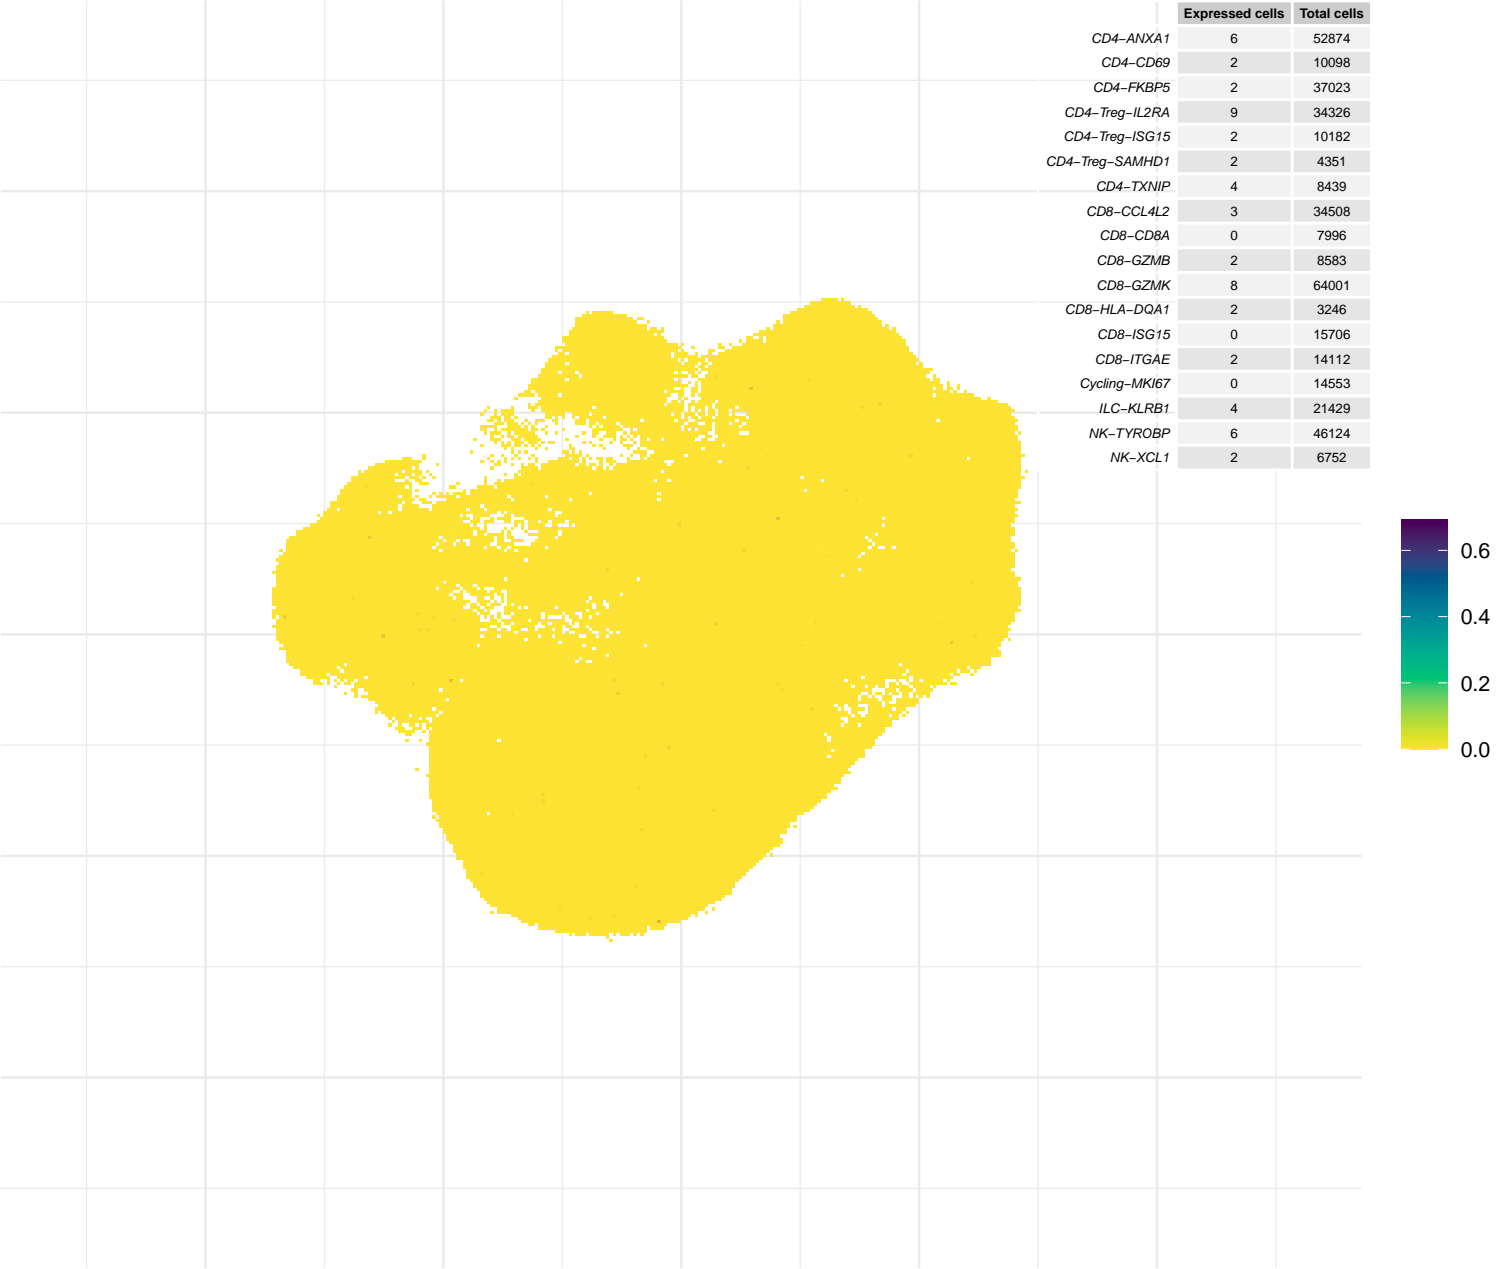 Expressed cells Total cells
CD4−ANXA1 6 52874
CD4−CD69 2 10098
CD4−FKBP5 2 37023
CD4−Treg−IL2RA 9 34326
CD4−Treg−ISG15 2 10182
CD4−Treg−SAMHD1 2 4351
CD4−TXNIP 4 8439
CD8−CCL4L2 3 34508
CD8−CD8A 0 7996
CD8−GZMB 2 8583
CD8−GZMK 8 64001
CD8−HLA−DQA1 2 3246
CD8−ISG15 0 15706
CD8−ITGAE 2 14112
Cycling−MKI67 0 14553
ILC−KLRB1 4 21429
NK−TYROBP 6 46124
NK−XCL1 2 6752
0.6
0.4
0.2
0.0